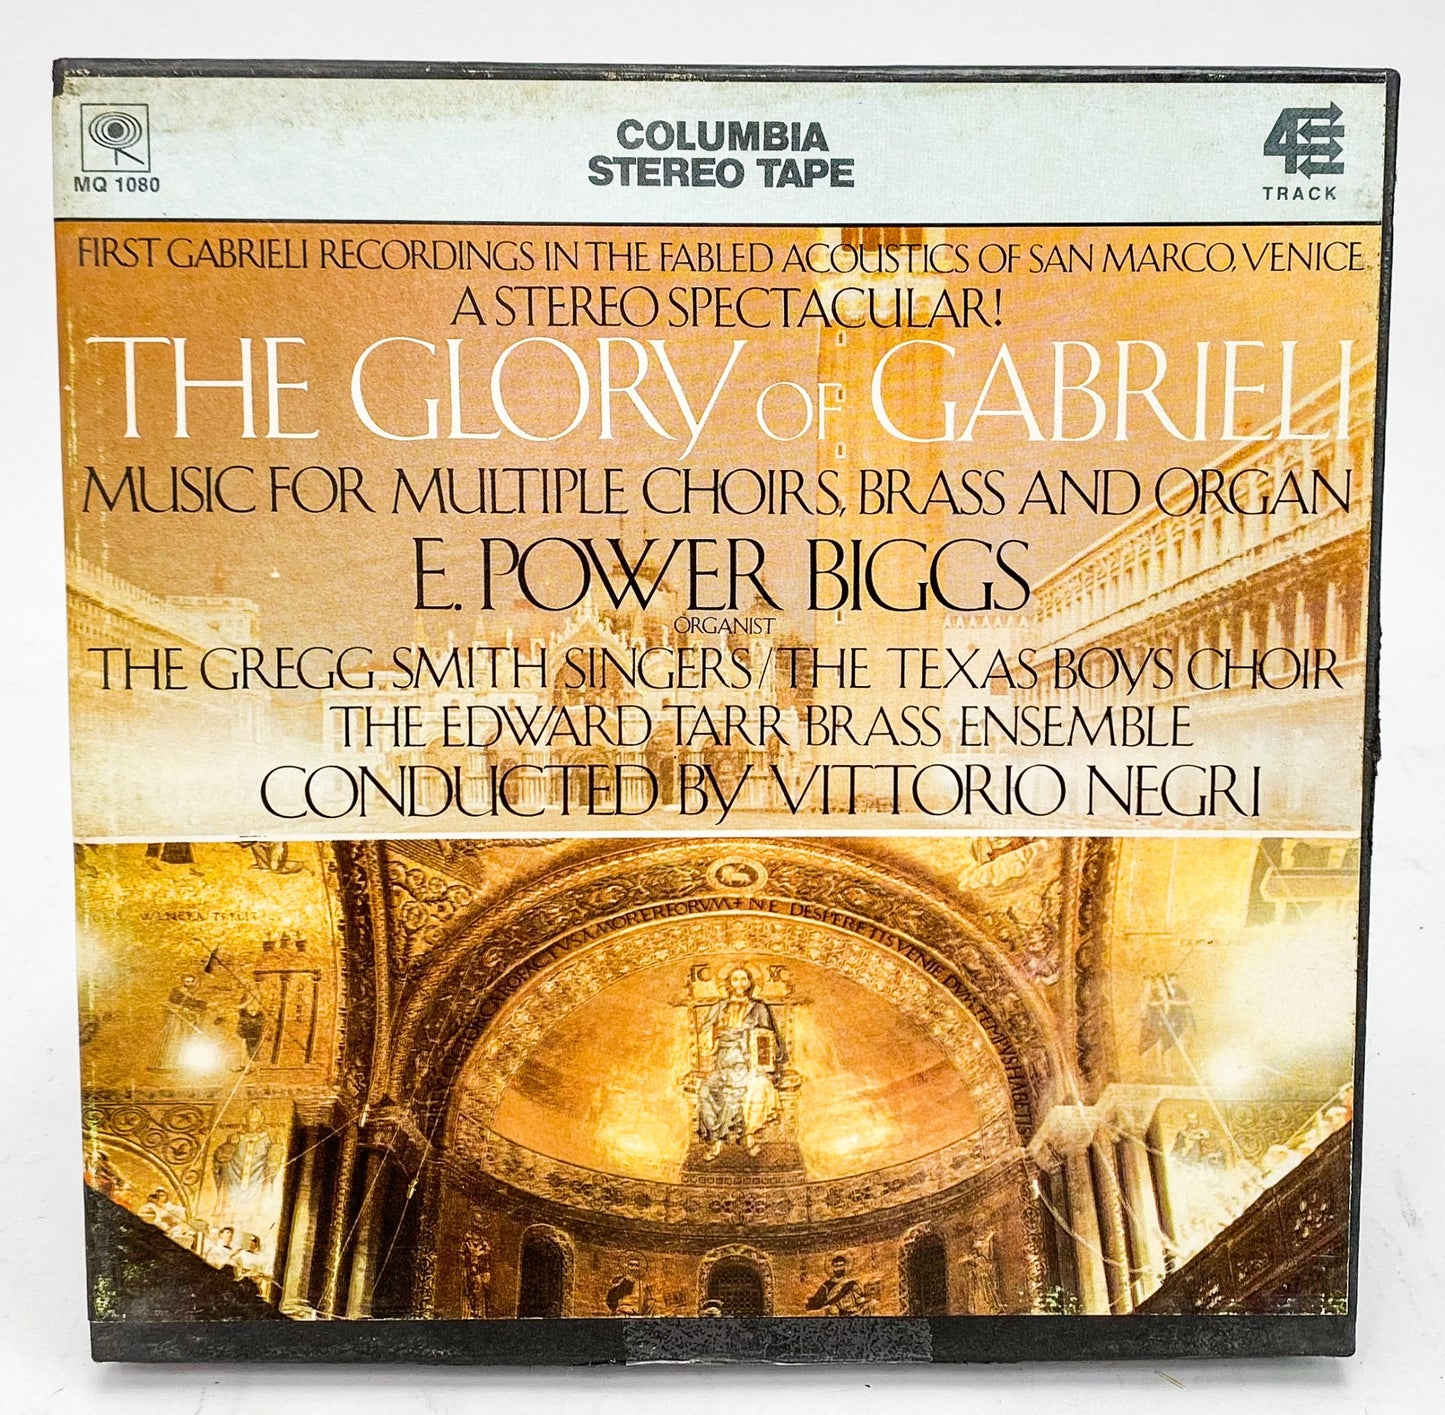 COLUMBIA
STEREO TAPE
MQ 1080
4
TRACK
FIRST GABRIELI RECORDINGS IN THE FABLED ACOUSTICS OF SAN MARCO, VENICE
A STEREO SPECTACULAR!
THE GLORY OF GABRIELI
MUSIC FOR MULTIPLE CHOIRS, BRASS AND ORGAN
E. POWER BIGGS
ORGANIST
THE GREGG SMITH SINGERS/THE TEXAS BOYS CHOIR
THE EDWARD TARR BRASS ENSEMBLE
CONDUCTED BY VITTORIO NEGRI
IC XC